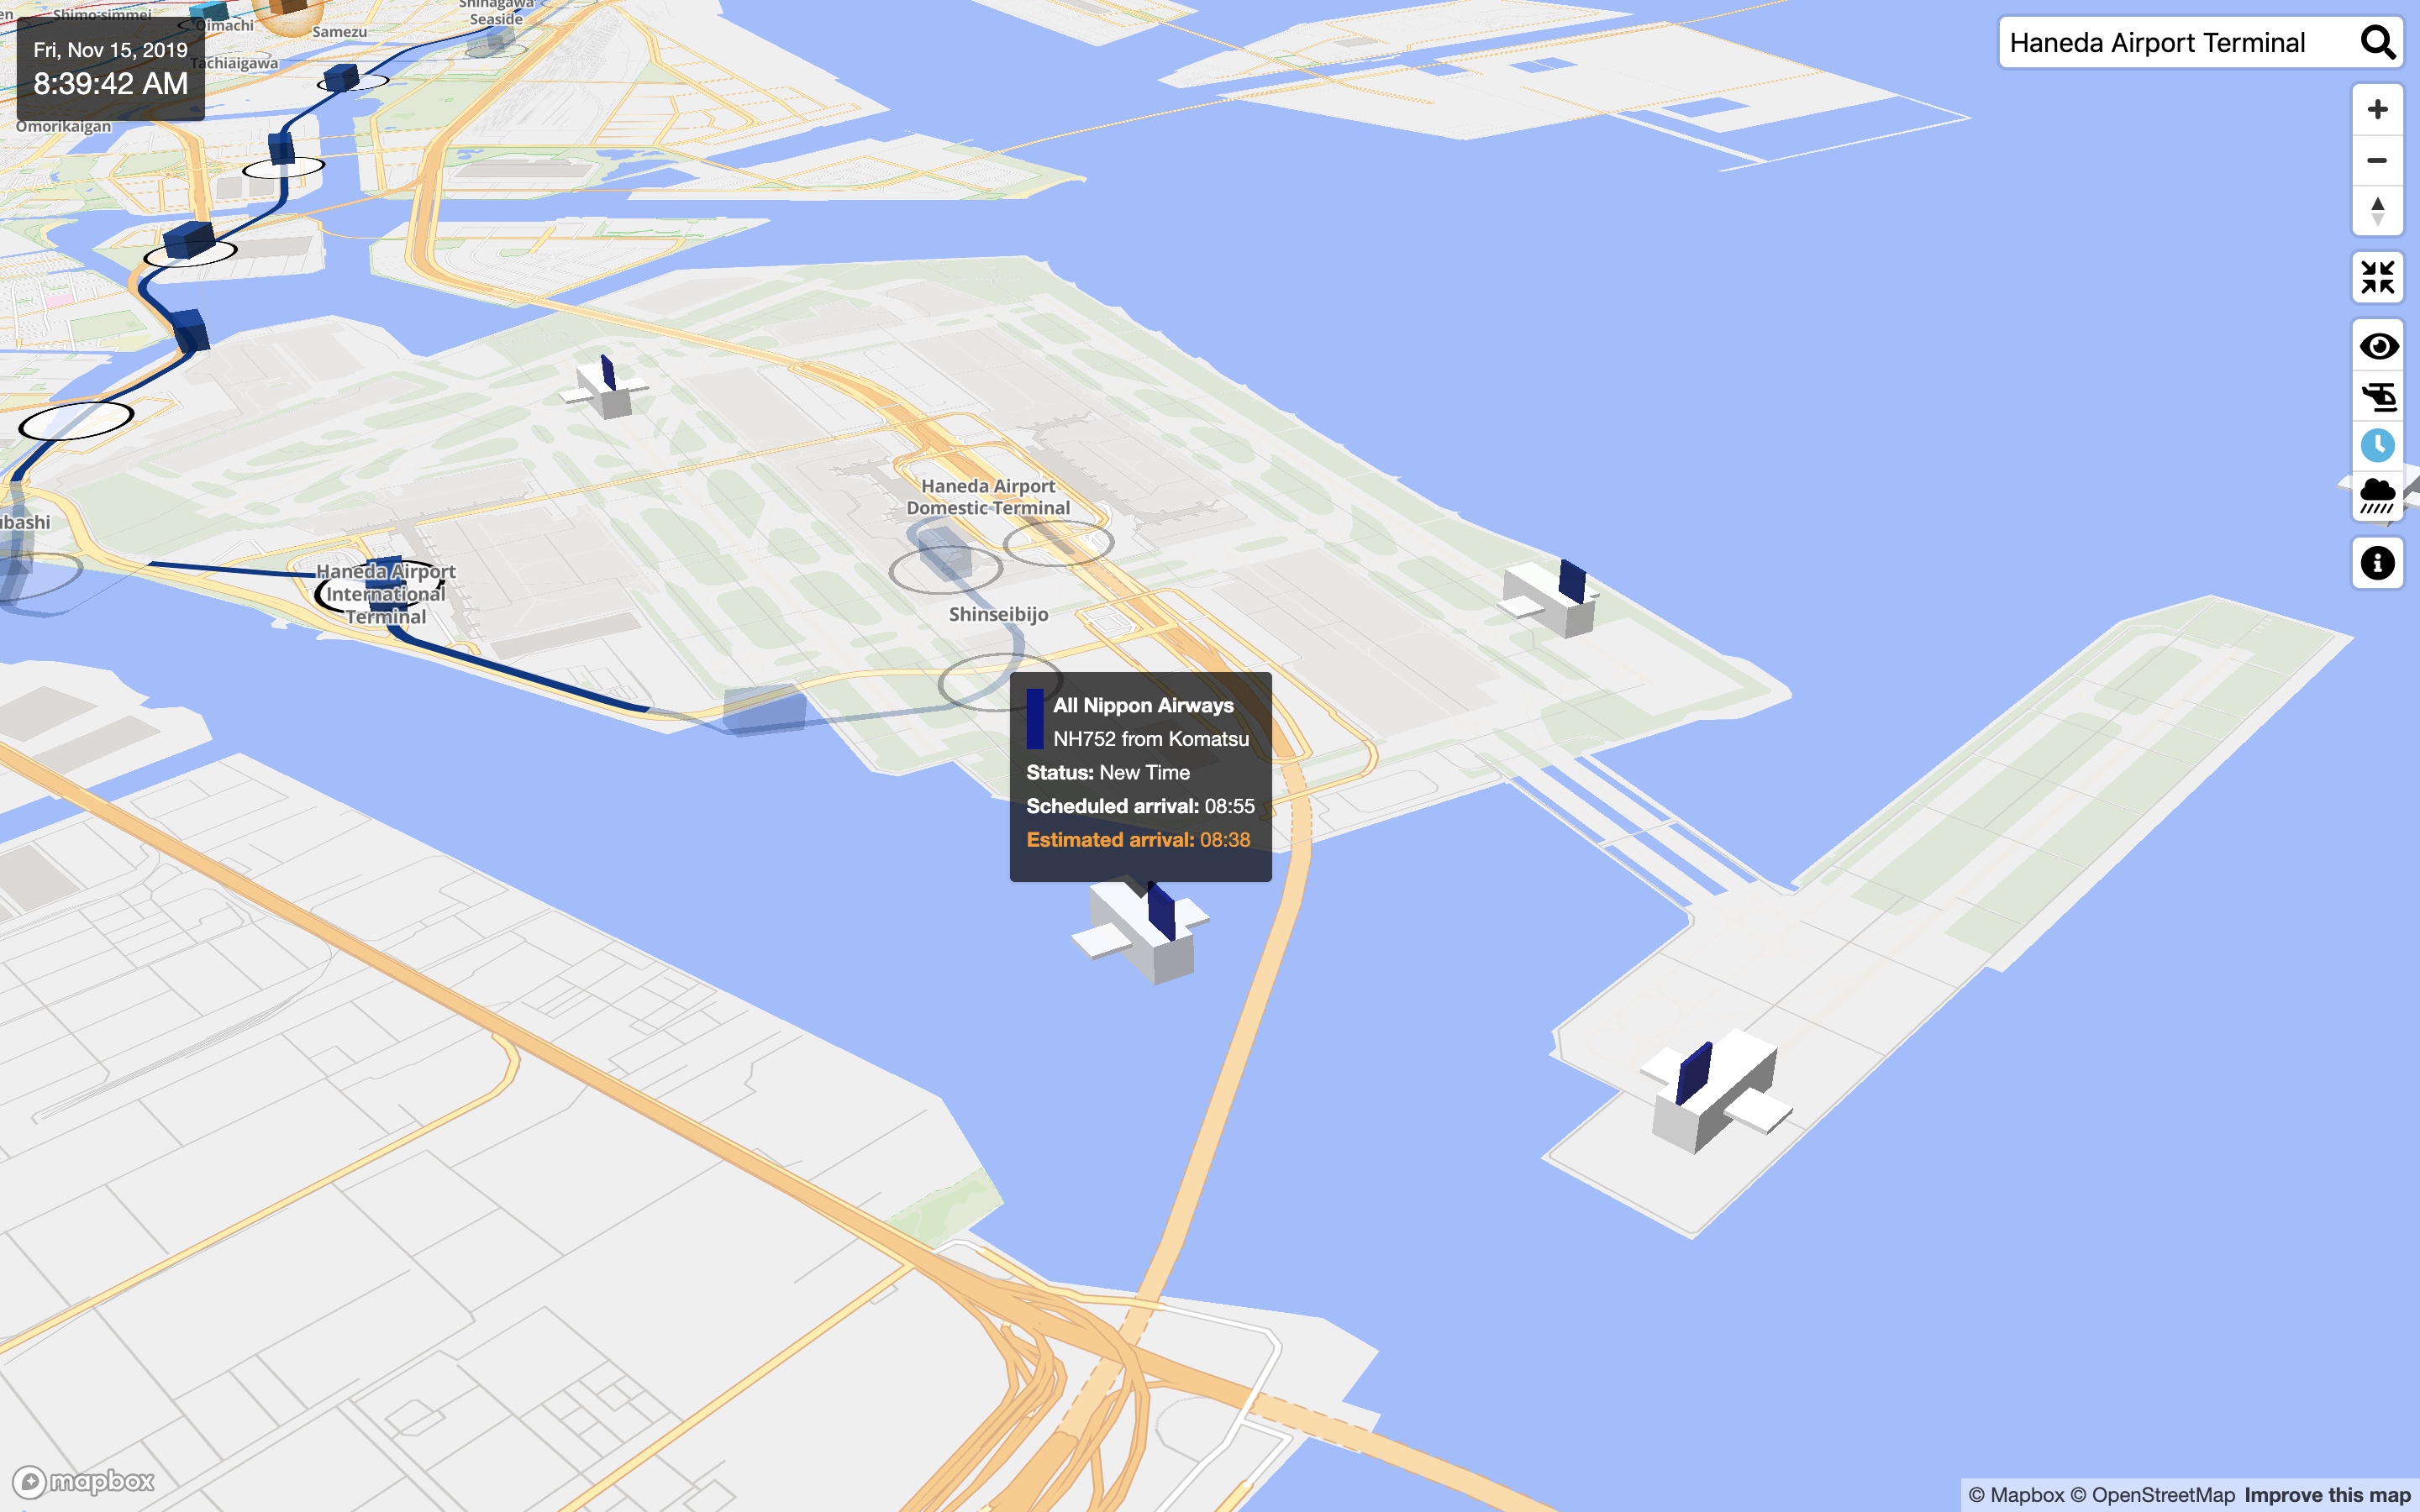 Shimo-simmei
Oimachi
Shinagawa
Seaside
Samezu
Fri, Nov 15, 2019
8:39:42 AM
Tachiaigawa
Omorikaigan
Haneda Airport Terminal
Haneda Airport
Domestic Terminal
Haneda Airport
International
Terminal
Shinseibijo
All Nippon Airways
NH752 from Komatsu
Status: New Time
Scheduled arrival: 08:55
Estimated arrival: 08:38
mapbox
© Mapbox © OpenStreetMap Improve this map